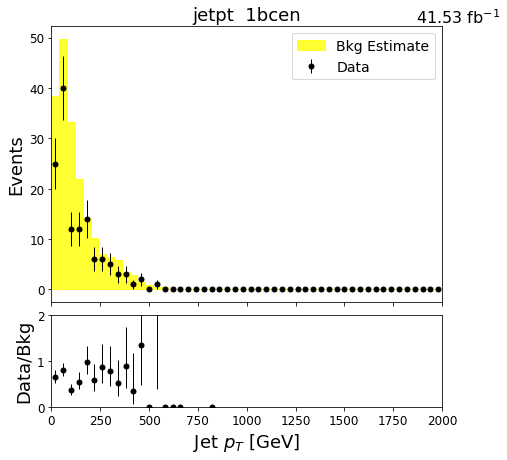 jetpt 1bcen
41.53 fb⁻¹
Bkg Estimate
Data
Events
50
40
30
20
10
0
Data/Bkg
2
1
0
0 250 500 750 1000 1250 1500 1750 2000
Jet p_T [GeV]